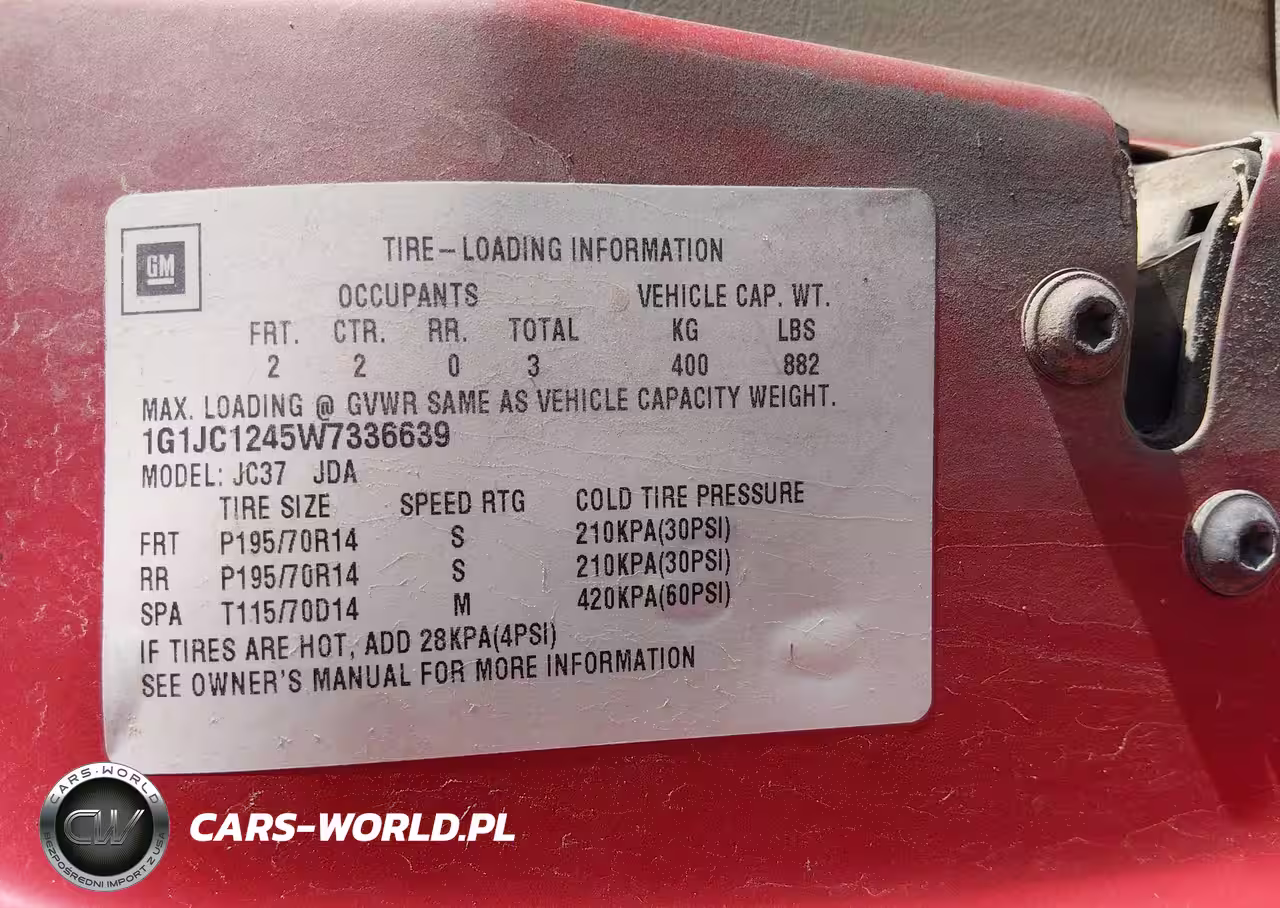 GM
TIRE – LOADING INFORMATION
OCCUPANTS VEHICLE CAP. WT.
FRT. CTR. RR. TOTAL KG LBS
2 2 0 3 400 882
MAX. LOADING @ GVWR SAME AS VEHICLE CAPACITY WEIGHT.
1G1JC1245W7336639
MODEL: JC37 JDA
TIRE SIZE SPEED RTG COLD TIRE PRESSURE
FRT P195/70R14 S 210KPA(30PSI)
RR P195/70R14 S 210KPA(30PSI)
SPA T115/70D14 M 420KPA(60PSI)
IF TIRES ARE HOT, ADD 28KPA(4PSI)
SEE OWNER'S MANUAL FOR MORE INFORMATION
CARS-WORLD
CW
BEZPOŚREDNI IMPORT Z USA
CARS-WORLD.PL